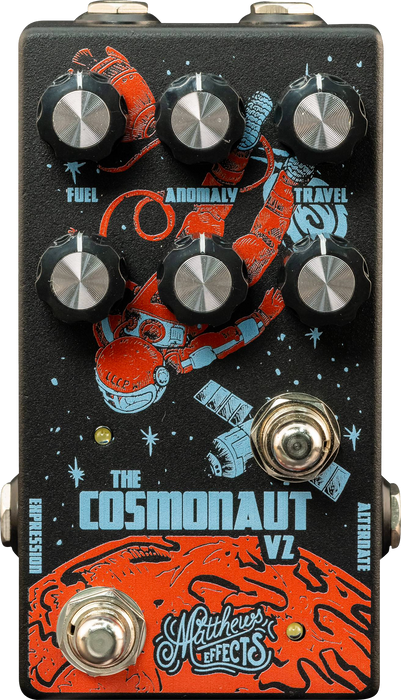 FUEL ANOMALY TRAVEL
THE
COSMONAUT
V2
EXPRESSION
ALTERNATE
Matthews
EFFECTS